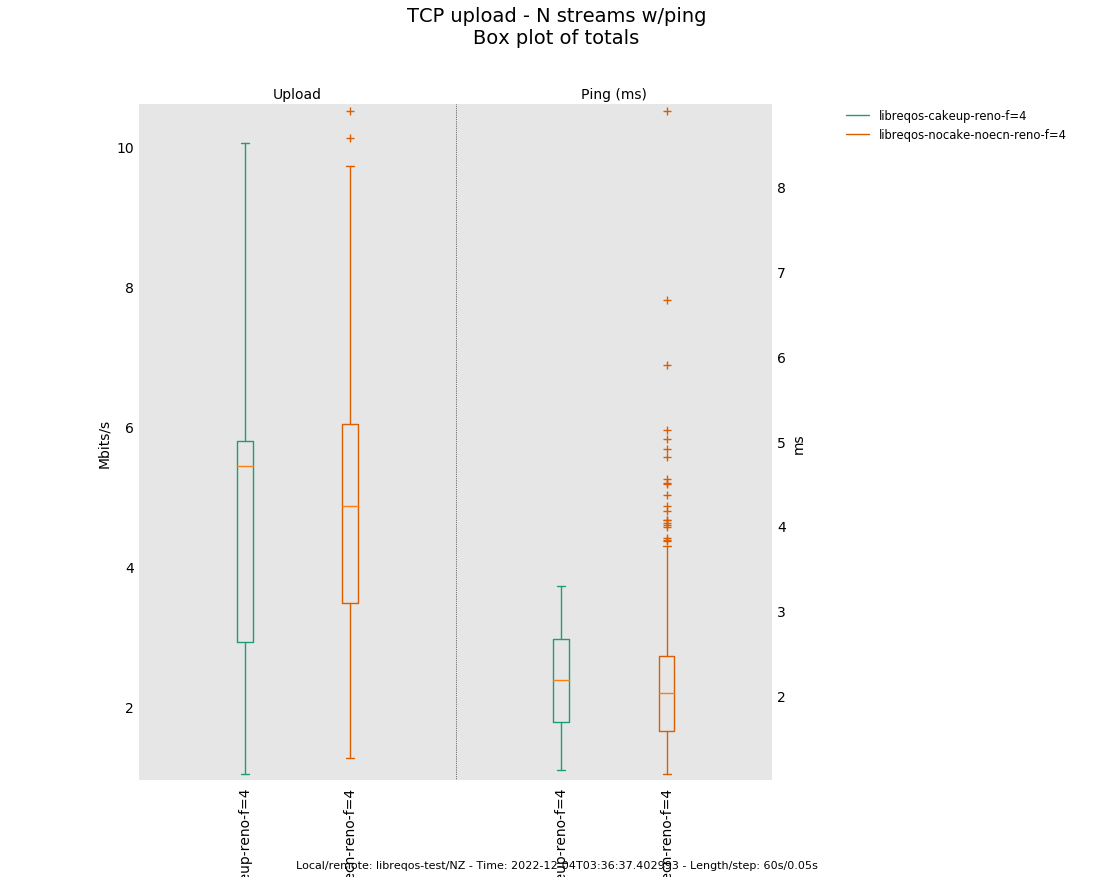 TCP upload - N streams w/ping
Box plot of totals
Upload
Ping (ms)
libreqos-cakeup-reno-f=4
libreqos-nocake-noecn-reno-f=4
10
8
6
4
2
Mbits/s
8
7
6
5
4
3
2
ms
eup-reno-f=4
ecn-reno-f=4
eup-reno-f=4
ecn-reno-f=4
Local/remote: libreqos-test/NZ - Time: 2022-12-04T03:36:37.402993 - Length/step: 60s/0.05s